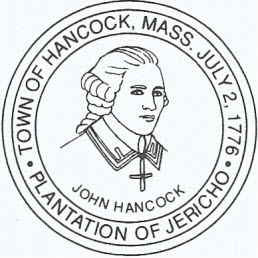 • TOWN OF HANCOCK, MASS. JULY 2, 1776 •
JOHN HANCOCK
PLANTATION OF JERICHO